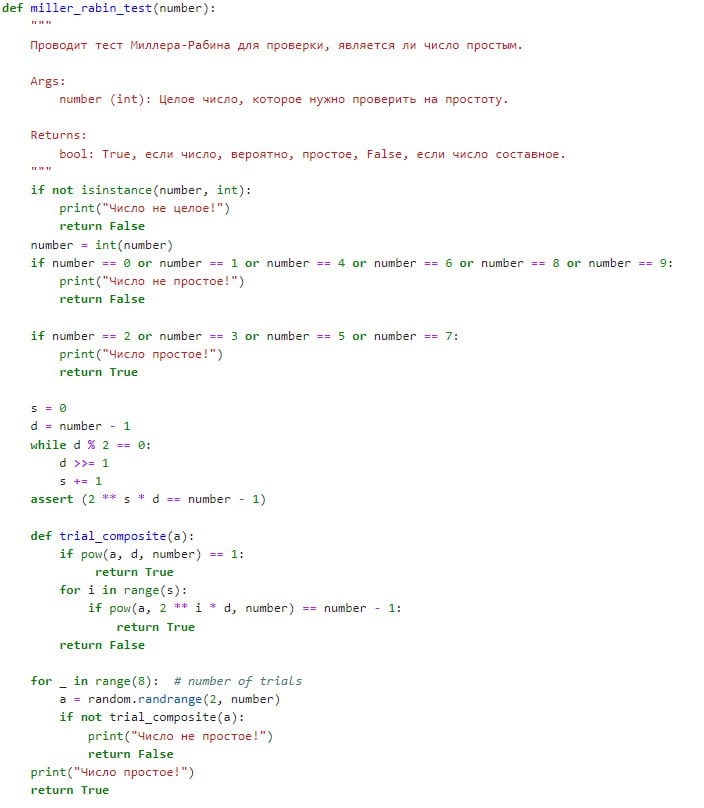 def miller_rabin_test(number):
    """
    Проводит тест Миллера-Рабина для проверки, является ли число простым.

    Args:
        number (int): Целое число, которое нужно проверить на простоту.

    Returns:
        bool: True, если число, вероятно, простое, False, если число составное.
    """
    if not isinstance(number, int):
        print("Число не целое!")
        return False
    number = int(number)
    if number == 0 or number == 1 or number == 4 or number == 6 or number == 8 or number == 9:
        print("Число не простое!")
        return False

    if number == 2 or number == 3 or number == 5 or number == 7:
        print("Число простое!")
        return True

    s = 0
    d = number - 1
    while d % 2 == 0:
        d >>= 1
        s += 1
    assert (2 ** s * d == number - 1)

    def trial_composite(a):
        if pow(a, d, number) == 1:
             return True
        for i in range(s):
            if pow(a, 2 ** i * d, number) == number - 1:
                return True
        return False

    for _ in range(8):  # number of trials
        a = random.randrange(2, number)
        if not trial_composite(a):
            print("Число не простое!")
            return False
    print("Число простое!")
    return True